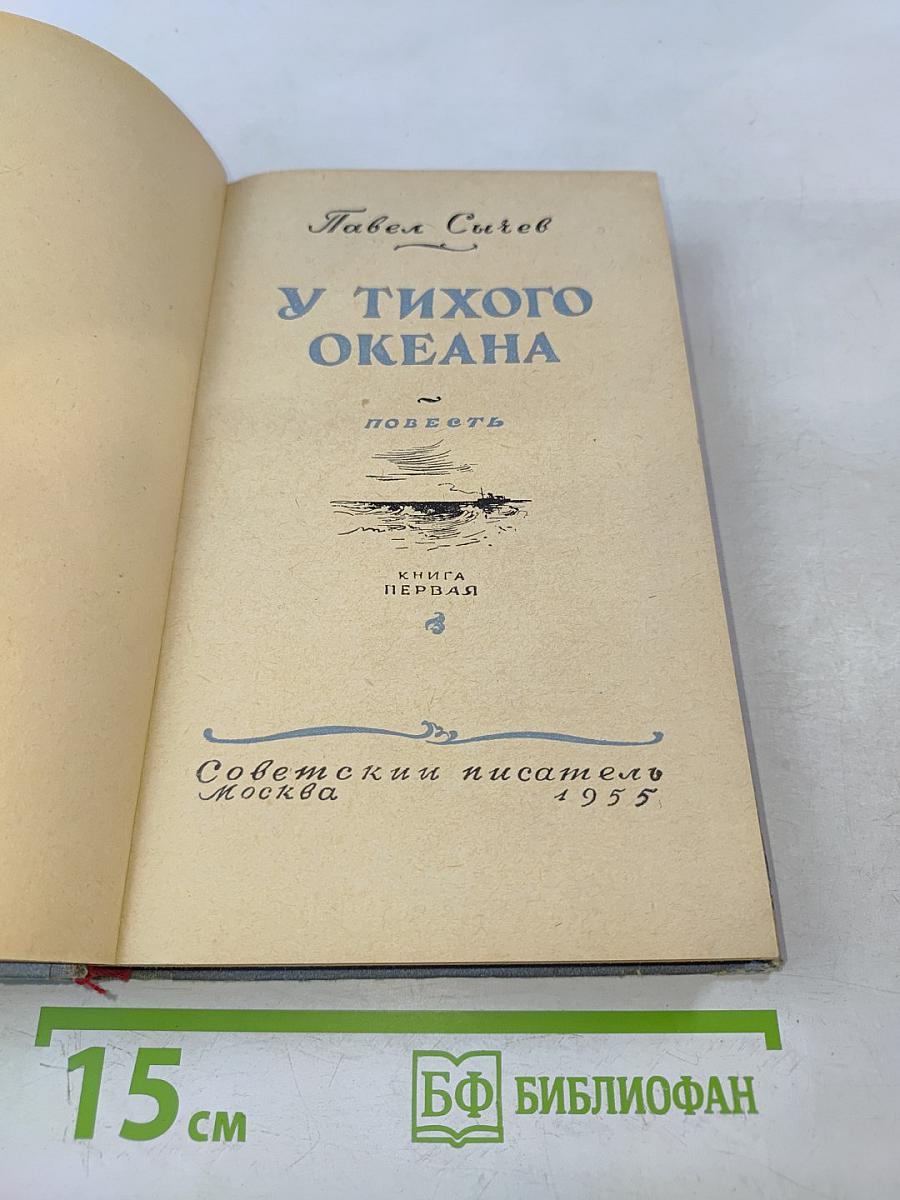 Павел Сычев
У ТИХОГО
ОКЕАНА
ПОВЕСТЬ
КНИГА
ПЕРВАЯ
Советский писатель
Москва 1955
15 см БФ БИБЛИОФАН